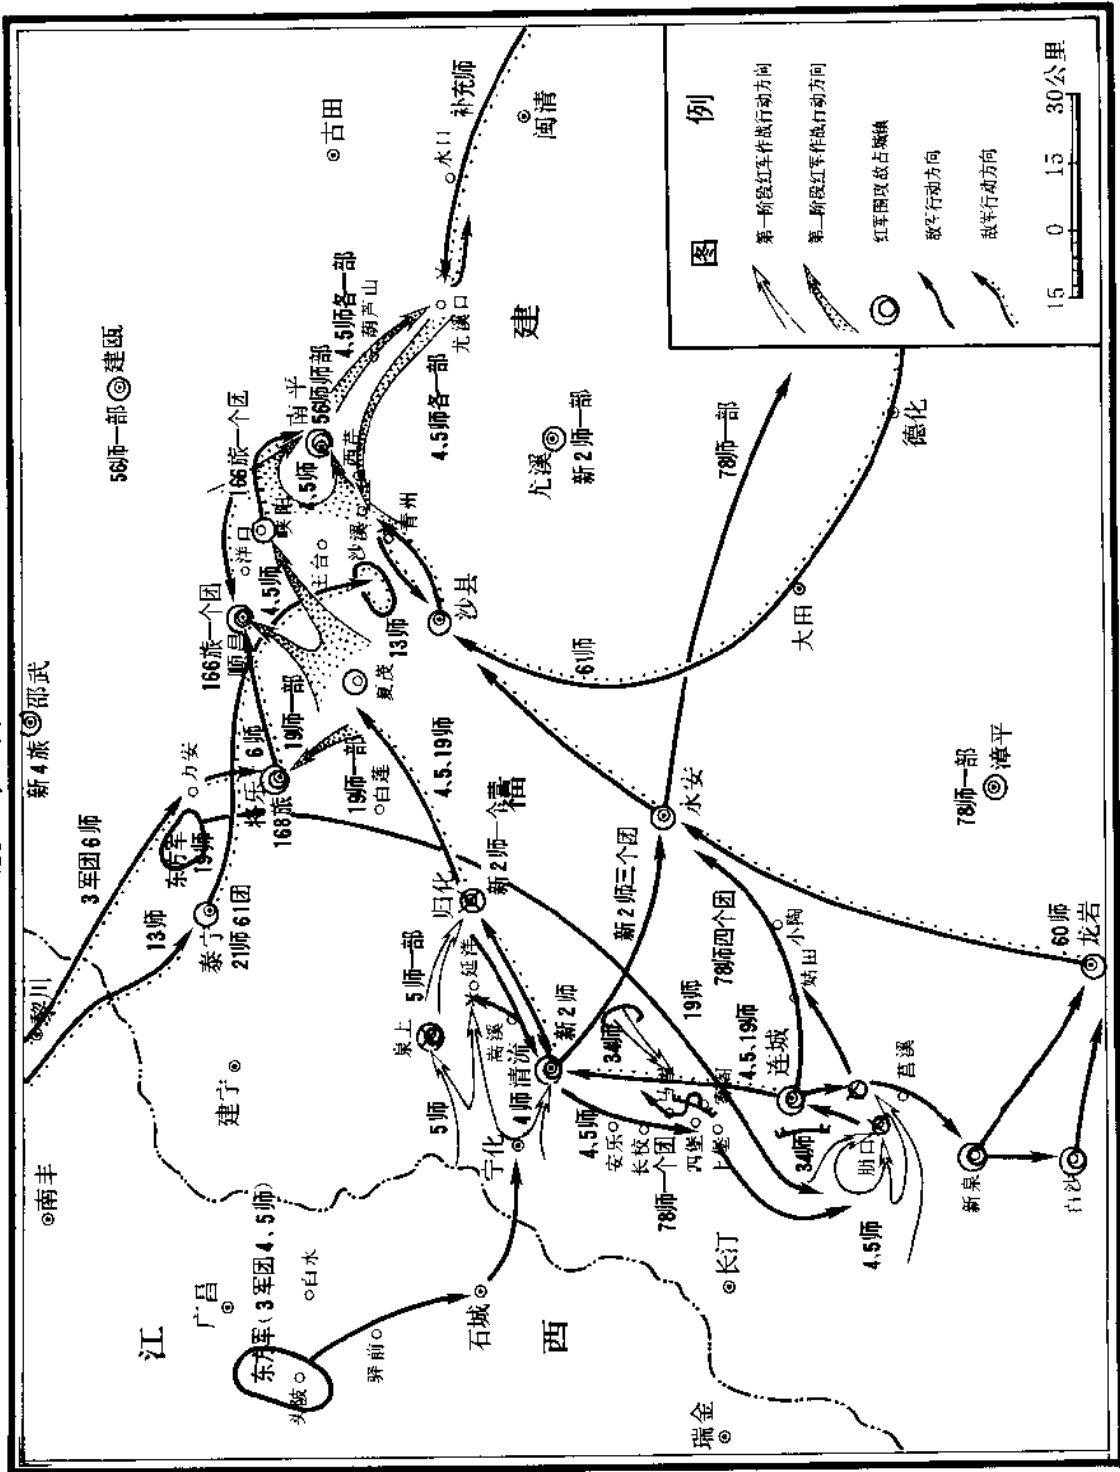 图 例
第一阶段红军作战行动方向
第二阶段红军作战行动方向
红军围攻敌占城镇
敌军行动方向
敌军行动方向
15 0 15 30公里
江
西
福
建
南丰
黎川
3军团6师
新4旅
邵武
56师一部
建瓯
古田
广昌
建宁
13师
泰宁
21师61团
东方军
19师
万安
将乐
6师
168旅
19师一部
166旅一个团
顺昌
洋口
166旅一个团
峡阳
南平
56师师部
4.5师各一部
葫芦山
水口
补充师
闽清
东方军(3军团4、5师)
头陂
白水
驿前
石城
宁化
5师
泉上
5师一部
归化
新2师一个营
延洋
嵩溪
清流
4师
新2师
19师一部
白莲
4.5.19师
夏茂
4.5师
王台
13师
沙县
沙溪口
青州
西芹
4.5师
4.5师各一部
尤溪口
尤溪
新2师一部
瑞金
长汀
4.5师
安乐
长校
78师一个团
四堡
34师
19师
4.5.19师
新2师三个团
永安
61师
78师一部
大田
德化
连城
34师
朋口
4.5师
莒溪
姑田
小陶
78师四个团
新泉
白沙
60师
龙岩
78师一部
漳平